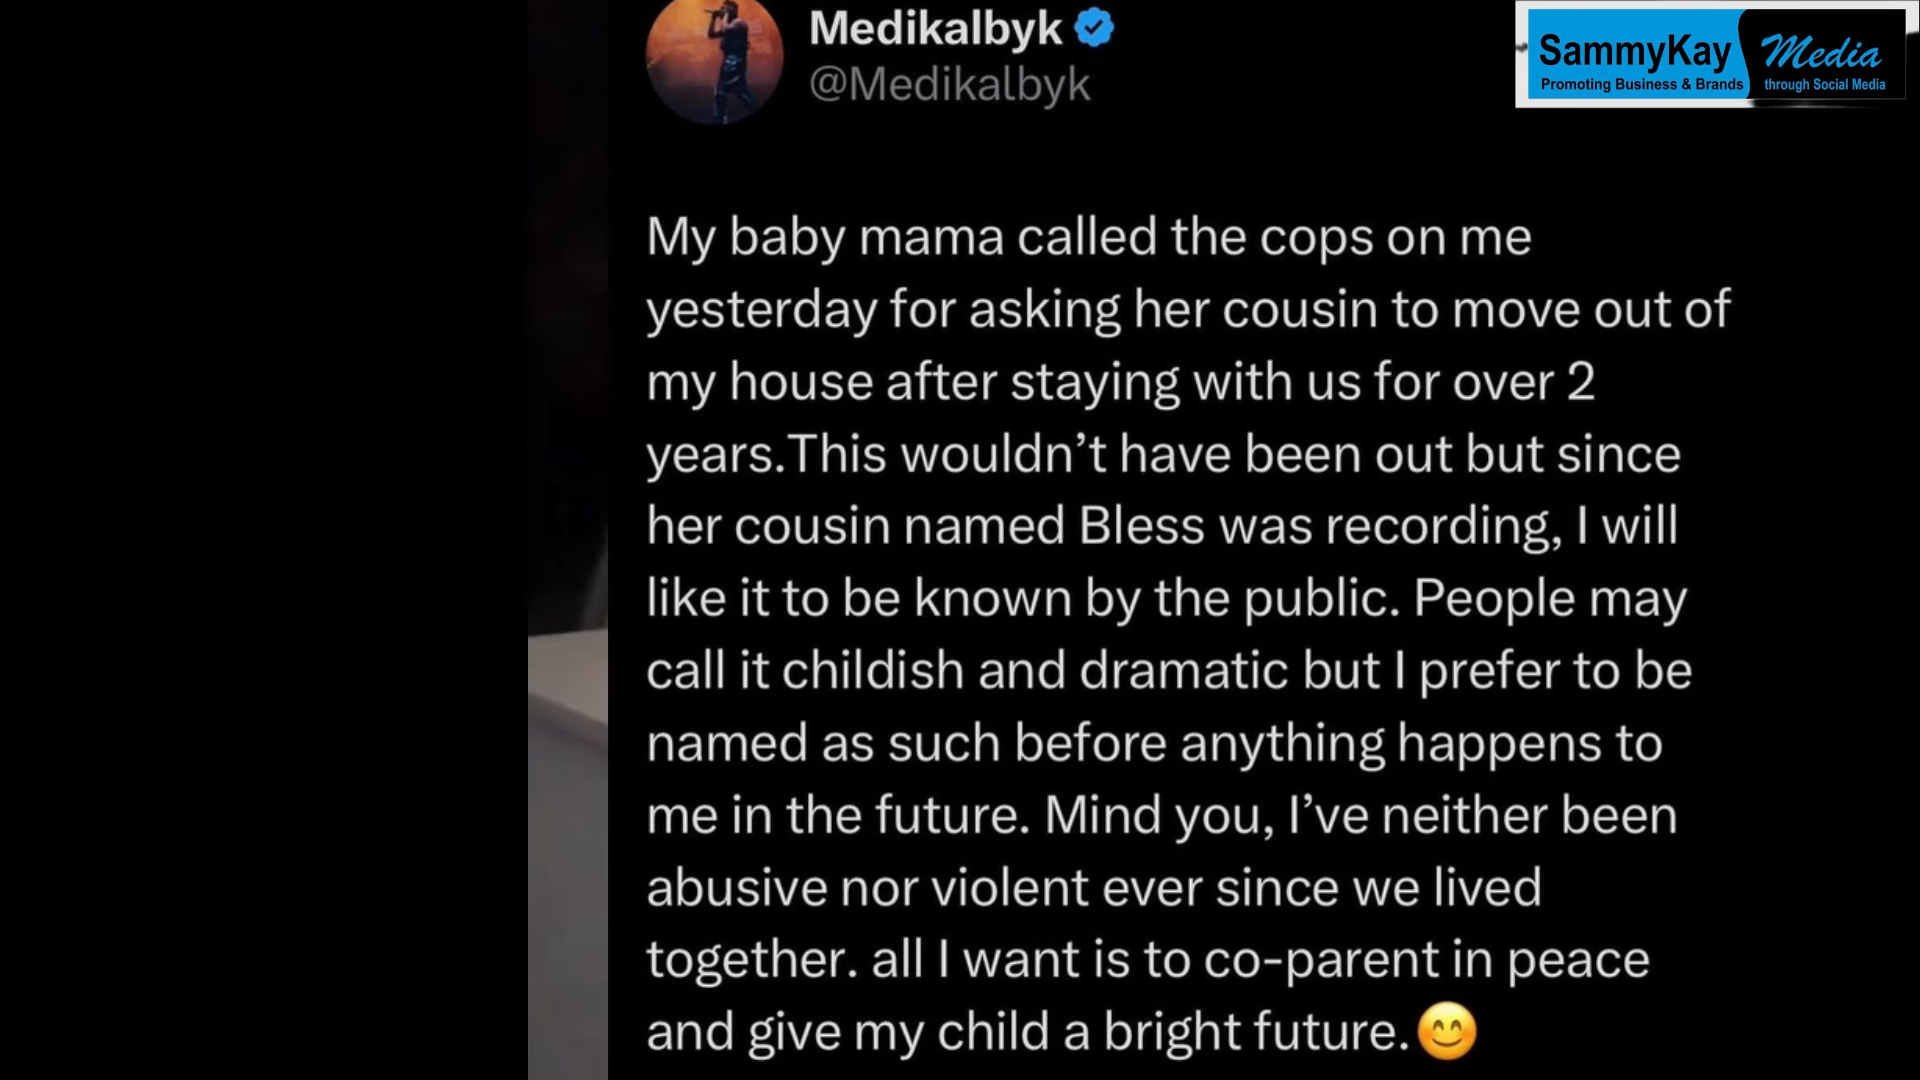 Medikalbyk
@Medikalbyk
SammyKay Media
Promoting Business & Brands through Social Media
My baby mama called the cops on me
yesterday for asking her cousin to move out of
my house after staying with us for over 2
years.This wouldn’t have been out but since
her cousin named Bless was recording, I will
like it to be known by the public. People may
call it childish and dramatic but I prefer to be
named as such before anything happens to
me in the future. Mind you, I’ve neither been
abusive nor violent ever since we lived
together. all I want is to co-parent in peace
and give my child a bright future.😊